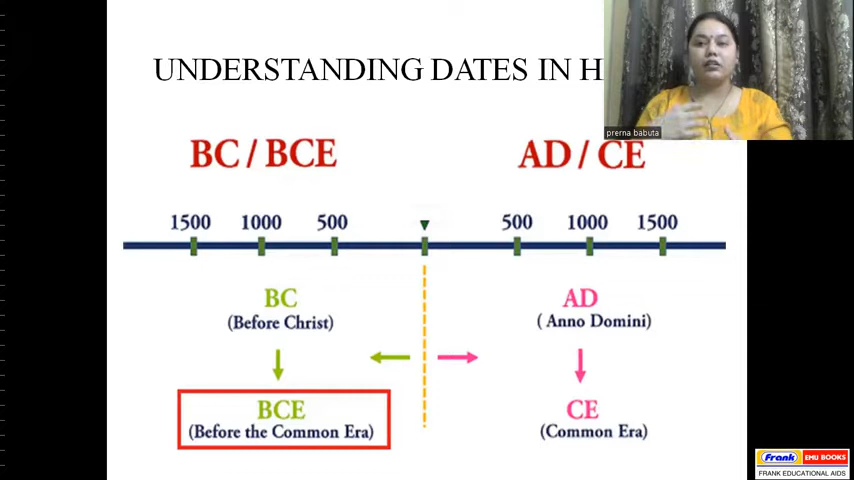 UNDERSTANDING DATES IN H
prerna babuta
BC / BCE
AD / CE
1500 1000 500 500 1000 1500
BC
(Before Christ)
AD
( Anno Domini)
BCE
(Before the Common Era)
CE
(Common Era)
Frank EMU BOOKS
FRANK EDUCATIONAL AIDS